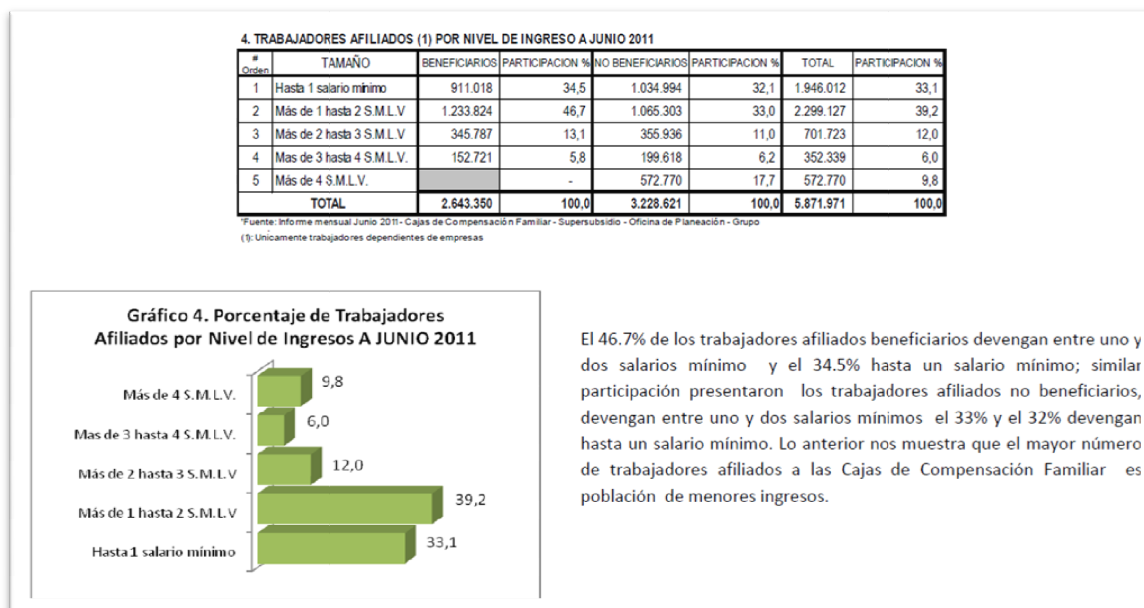 4. TRABAJADORES AFILIADOS (1) POR NIVEL DE INGRESO A JUNIO 2011
# Orden TAMAÑO BENEFICIARIOS PARTICIPACION % NO BENEFICIARIOS PARTICIPACION % TOTAL PARTICIPACION %
1 Hasta 1 salario mínimo 911.018 34,5 1.034.994 32,1 1.946.012 33,1
2 Más de 1 hasta 2 S.M.L.V 1.233.824 46,7 1.065.303 33,0 2.299.127 39,2
3 Más de 2 hasta 3 S.M.L.V 345.787 13,1 355.936 11,0 701.723 12,0
4 Mas de 3 hasta 4 S.M.L.V. 152.721 5,8 199.618 6,2 352.339 6,0
5 Más de 4 S.M.L.V. - 572.770 17,7 572.770 9,8
TOTAL 2.643.350 100,0 3.228.621 100,0 5.871.971 100,0
*Fuente: Informe mensual Junio 2011- Cajas de Compensación Familiar - Supersubsidio - Oficina de Planeación - Grupo
(1): Unicamente trabajadores dependientes de empresas
Gráfico 4. Porcentaje de Trabajadores
Afiliados por Nivel de Ingresos A JUNIO 2011
Más de 4 S.M.L.V. 9,8
Mas de 3 hasta 4 S.M.L.V. 6,0
Más de 2 hasta 3 S.M.L.V 12,0
Más de 1 hasta 2 S.M.L.V 39,2
Hasta 1 salario mínimo 33,1
El 46.7% de los trabajadores afiliados beneficiarios devengan entre uno y
dos salarios mínimo y el 34.5% hasta un salario mínimo; similar
participación presentaron los trabajadores afiliados no beneficiarios,
devengan entre uno y dos salarios mínimos el 33% y el 32% devengan
hasta un salario mínimo. Lo anterior nos muestra que el mayor número
de trabajadores afiliados a las Cajas de Compensación Familiar es
población de menores ingresos.